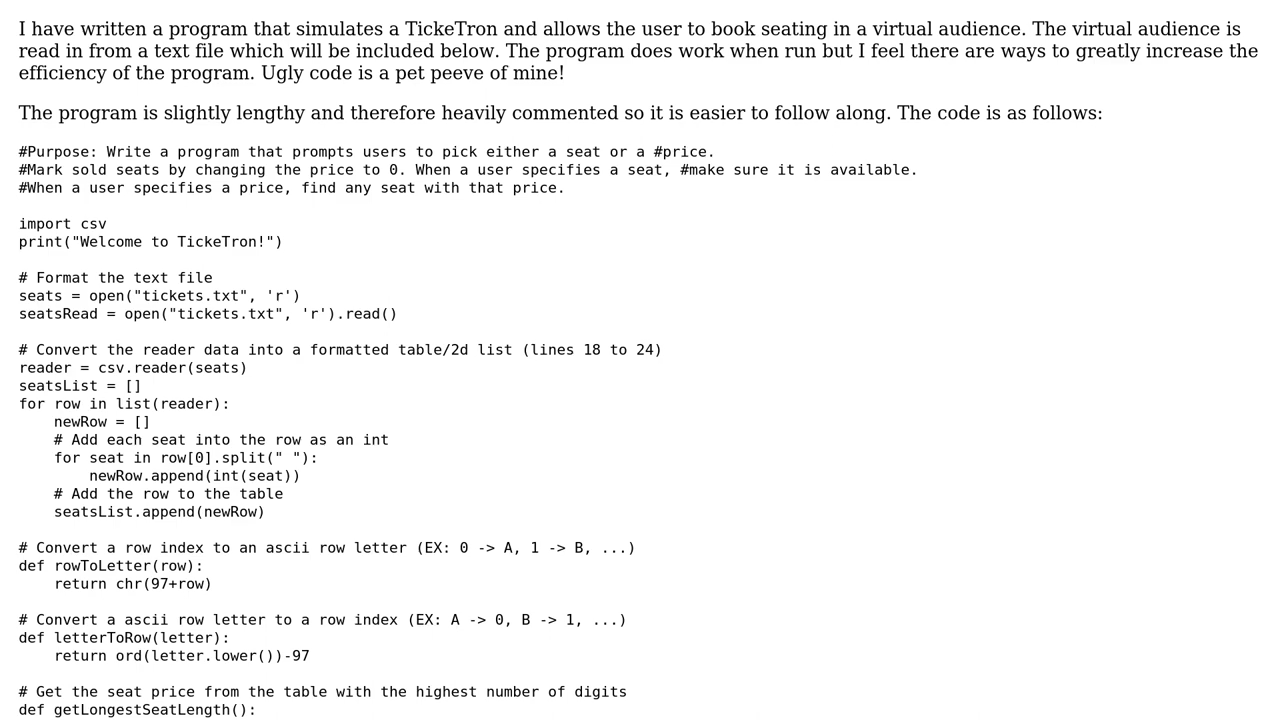 I have written a program that simulates a TickeTron and allows the user to book seating in a virtual audience. The virtual audience is
read in from a text file which will be included below. The program does work when run but I feel there are ways to greatly increase the
efficiency of the program. Ugly code is a pet peeve of mine!
The program is slightly lengthy and therefore heavily commented so it is easier to follow along. The code is as follows:
#Purpose: Write a program that prompts users to pick either a seat or a #price.
#Mark sold seats by changing the price to 0. When a user specifies a seat, #make sure it is available.
#When a user specifies a price, find any seat with that price.
import csv
print("Welcome to TickeTron!")
# Format the text file
seats = open("tickets.txt", 'r')
seatsRead = open("tickets.txt", 'r').read()
# Convert the reader data into a formatted table/2d list (lines 18 to 24)
reader = csv.reader(seats)
seatsList = []
for row in list(reader):
    newRow = []
    # Add each seat into the row as an int
    for seat in row[0].split(" "):
        newRow.append(int(seat))
    # Add the row to the table
    seatsList.append(newRow)
# Convert a row index to an ascii row letter (EX: 0 -> A, 1 -> B, ...)
def rowToLetter(row):
    return chr(97+row)
# Convert a ascii row letter to a row index (EX: A -> 0, B -> 1, ...)
def letterToRow(letter):
    return ord(letter.lower())-97
# Get the seat price from the table with the highest number of digits
def getLongestSeatLength():